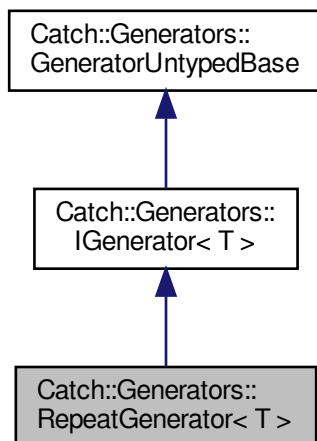 Catch::Generators::
GeneratorUntypedBase
Catch::Generators::
IGenerator< T >
Catch::Generators::
RepeatGenerator< T >